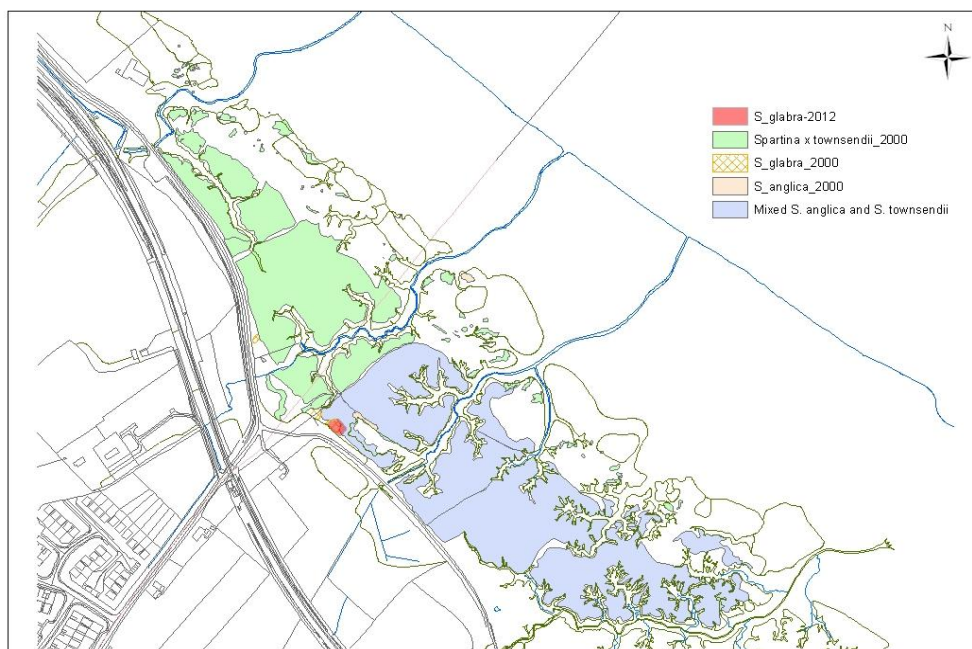 N
S_glabra-2012
Spartina x townsendii_2000
S_glabra_2000
S_anglica_2000
Mixed S. anglica and S. townsendii